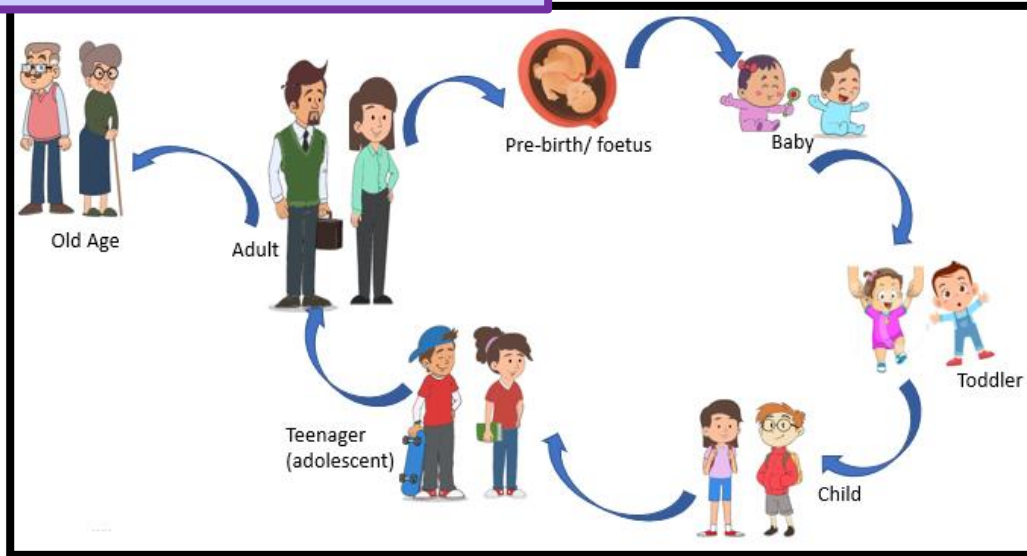 Pre-birth/ foetus
Baby
Toddler
Child
Teenager
(adolescent)
Adult
Old Age